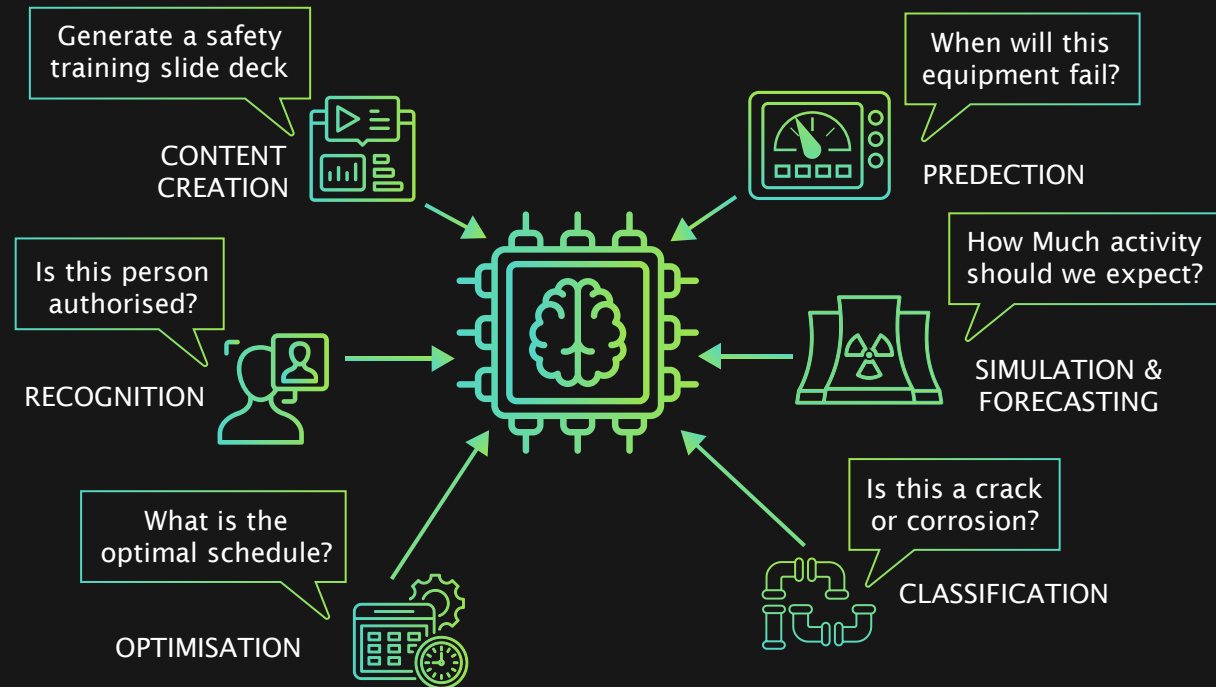 Generate a safety
training slide deck
CONTENT
CREATION
When will this
equipment fail?
PREDECTION
Is this person
authorised?
RECOGNITION
How Much activity
should we expect?
SIMULATION &
FORECASTING
What is the
optimal schedule?
OPTIMISATION
Is this a crack
or corrosion?
CLASSIFICATION